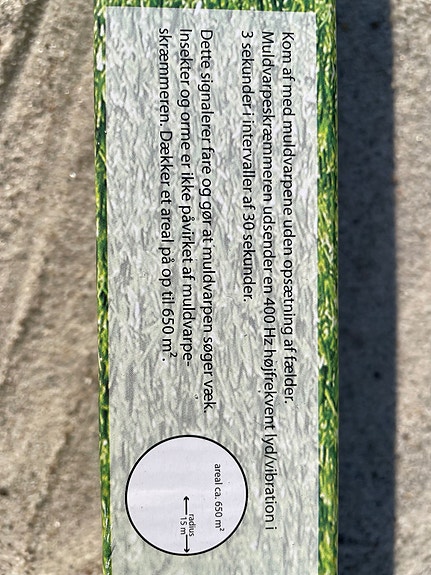 Kom af med muldvarpene uden opsætning af fælder.
Muldvarpeskræmmeren udsender en 400 Hz højfrekvent lyd/vibration i
3 sekunder i intervaller af 30 sekunder.
Dette signalerer fare og gør at muldvarpen søger væk.
Insekter og orme er ikke påvirket af muldvarpe-
skræmmeren. Dækker et areal på op til 650 m².
areal ca. 650 m²
radius
15 m